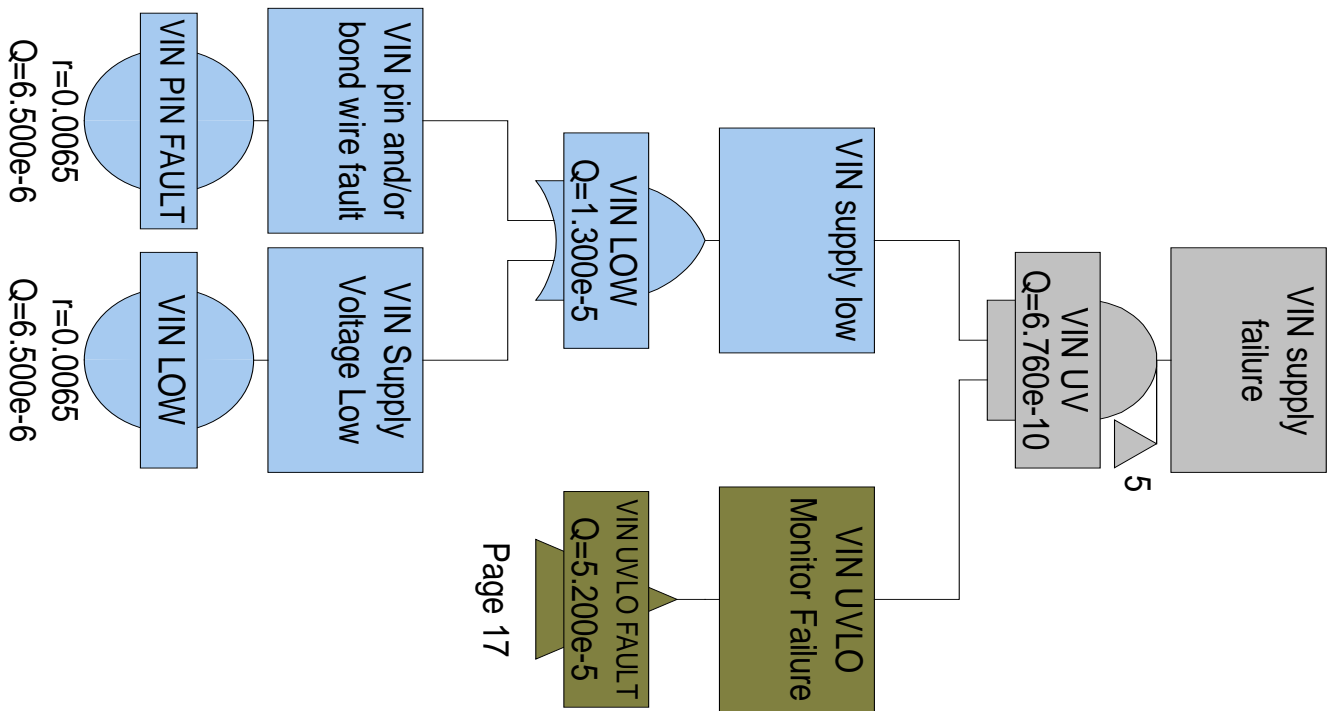 VIN supply
failure
VIN UV
Q=6.760e-10
5
VIN supply low
VIN UVLO
Monitor Failure
VIN LOW
Q=1.300e-5
VIN UVLO FAULT
Q=5.200e-5
Page 17
VIN pin and/or
bond wire fault
VIN Supply
Voltage Low
VIN PIN FAULT
r=0.0065
Q=6.500e-6
VIN LOW
r=0.0065
Q=6.500e-6